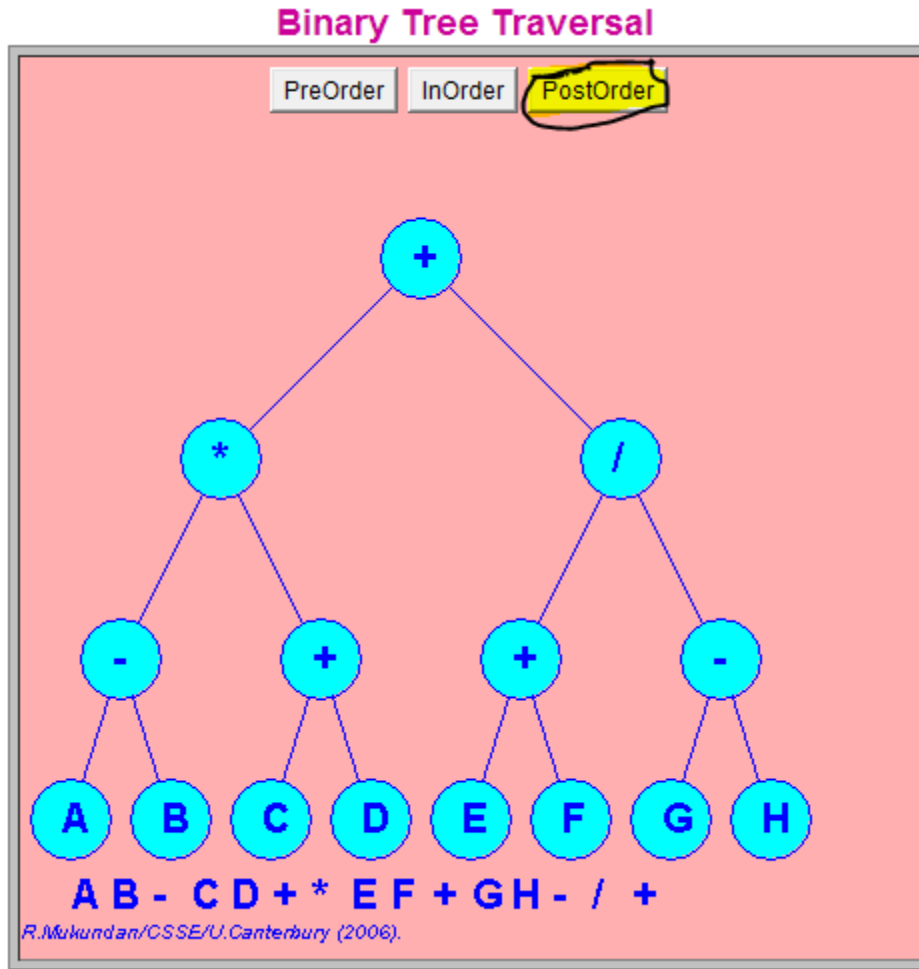 Binary Tree Traversal
PreOrder InOrder PostOrder
+
* /
- + + -
A B C D E F G H
A B - C D + * E F + G H - / +
R.Mukundan/CSSE/U.Canterbury (2006).